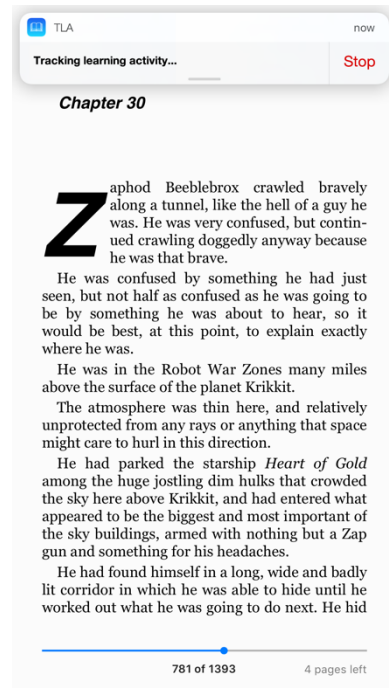 TLA
now
Tracking learning activity...
Stop
Chapter 30
Zaphod Beeblebrox crawled bravely
along a tunnel, like the hell of a guy he
was. He was very confused, but contin-
ued crawling doggedly anyway because
he was that brave.
He was confused by something he had just
seen, but not half as confused as he was going to
be by something he was about to hear, so it
would be best, at this point, to explain exactly
where he was.
He was in the Robot War Zones many miles
above the surface of the planet Krikkit.
The atmosphere was thin here, and relatively
unprotected from any rays or anything that space
might care to hurl in this direction.
He had parked the starship Heart of Gold
among the huge jostling dim hulks that crowded
the sky here above Krikkit, and had entered what
appeared to be the biggest and most important of
the sky buildings, armed with nothing but a Zap
gun and something for his headaches.
He had found himself in a long, wide and badly
lit corridor in which he was able to hide until he
worked out what he was going to do next. He hid
781 of 1393
4 pages left